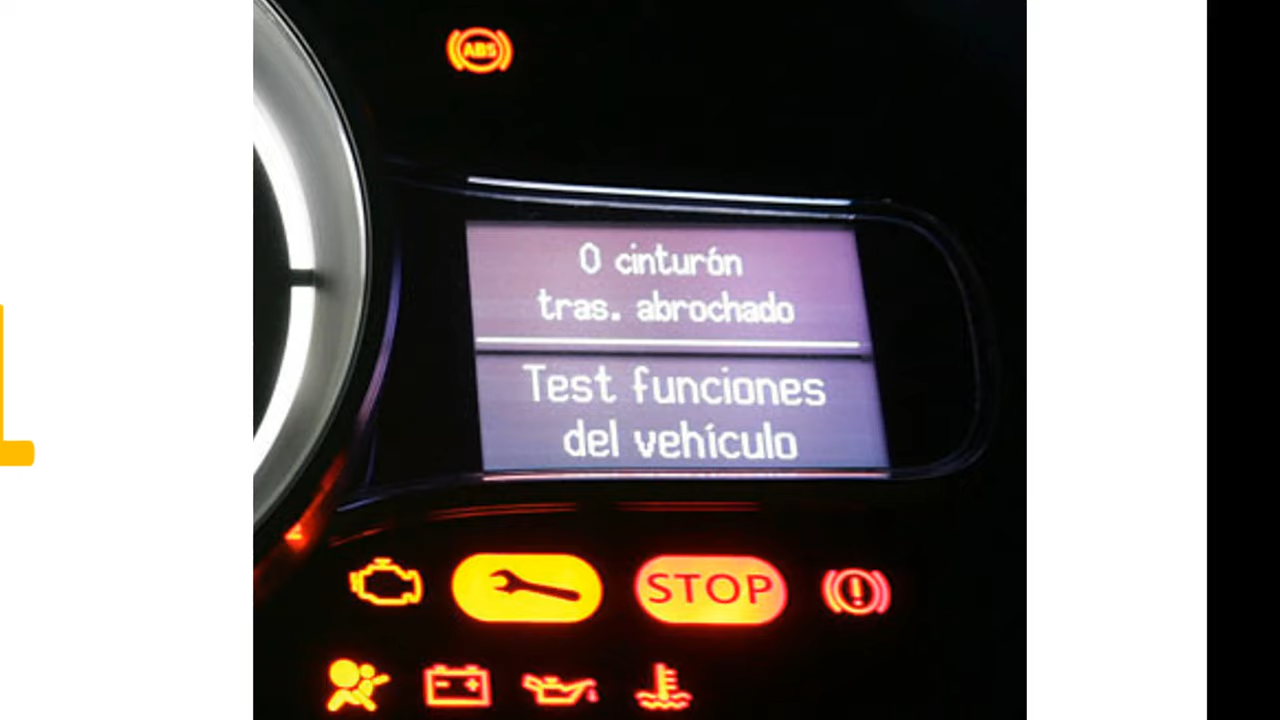 ABS
0 cinturón
tras. abrochado
Test funciones
del vehículo
STOP